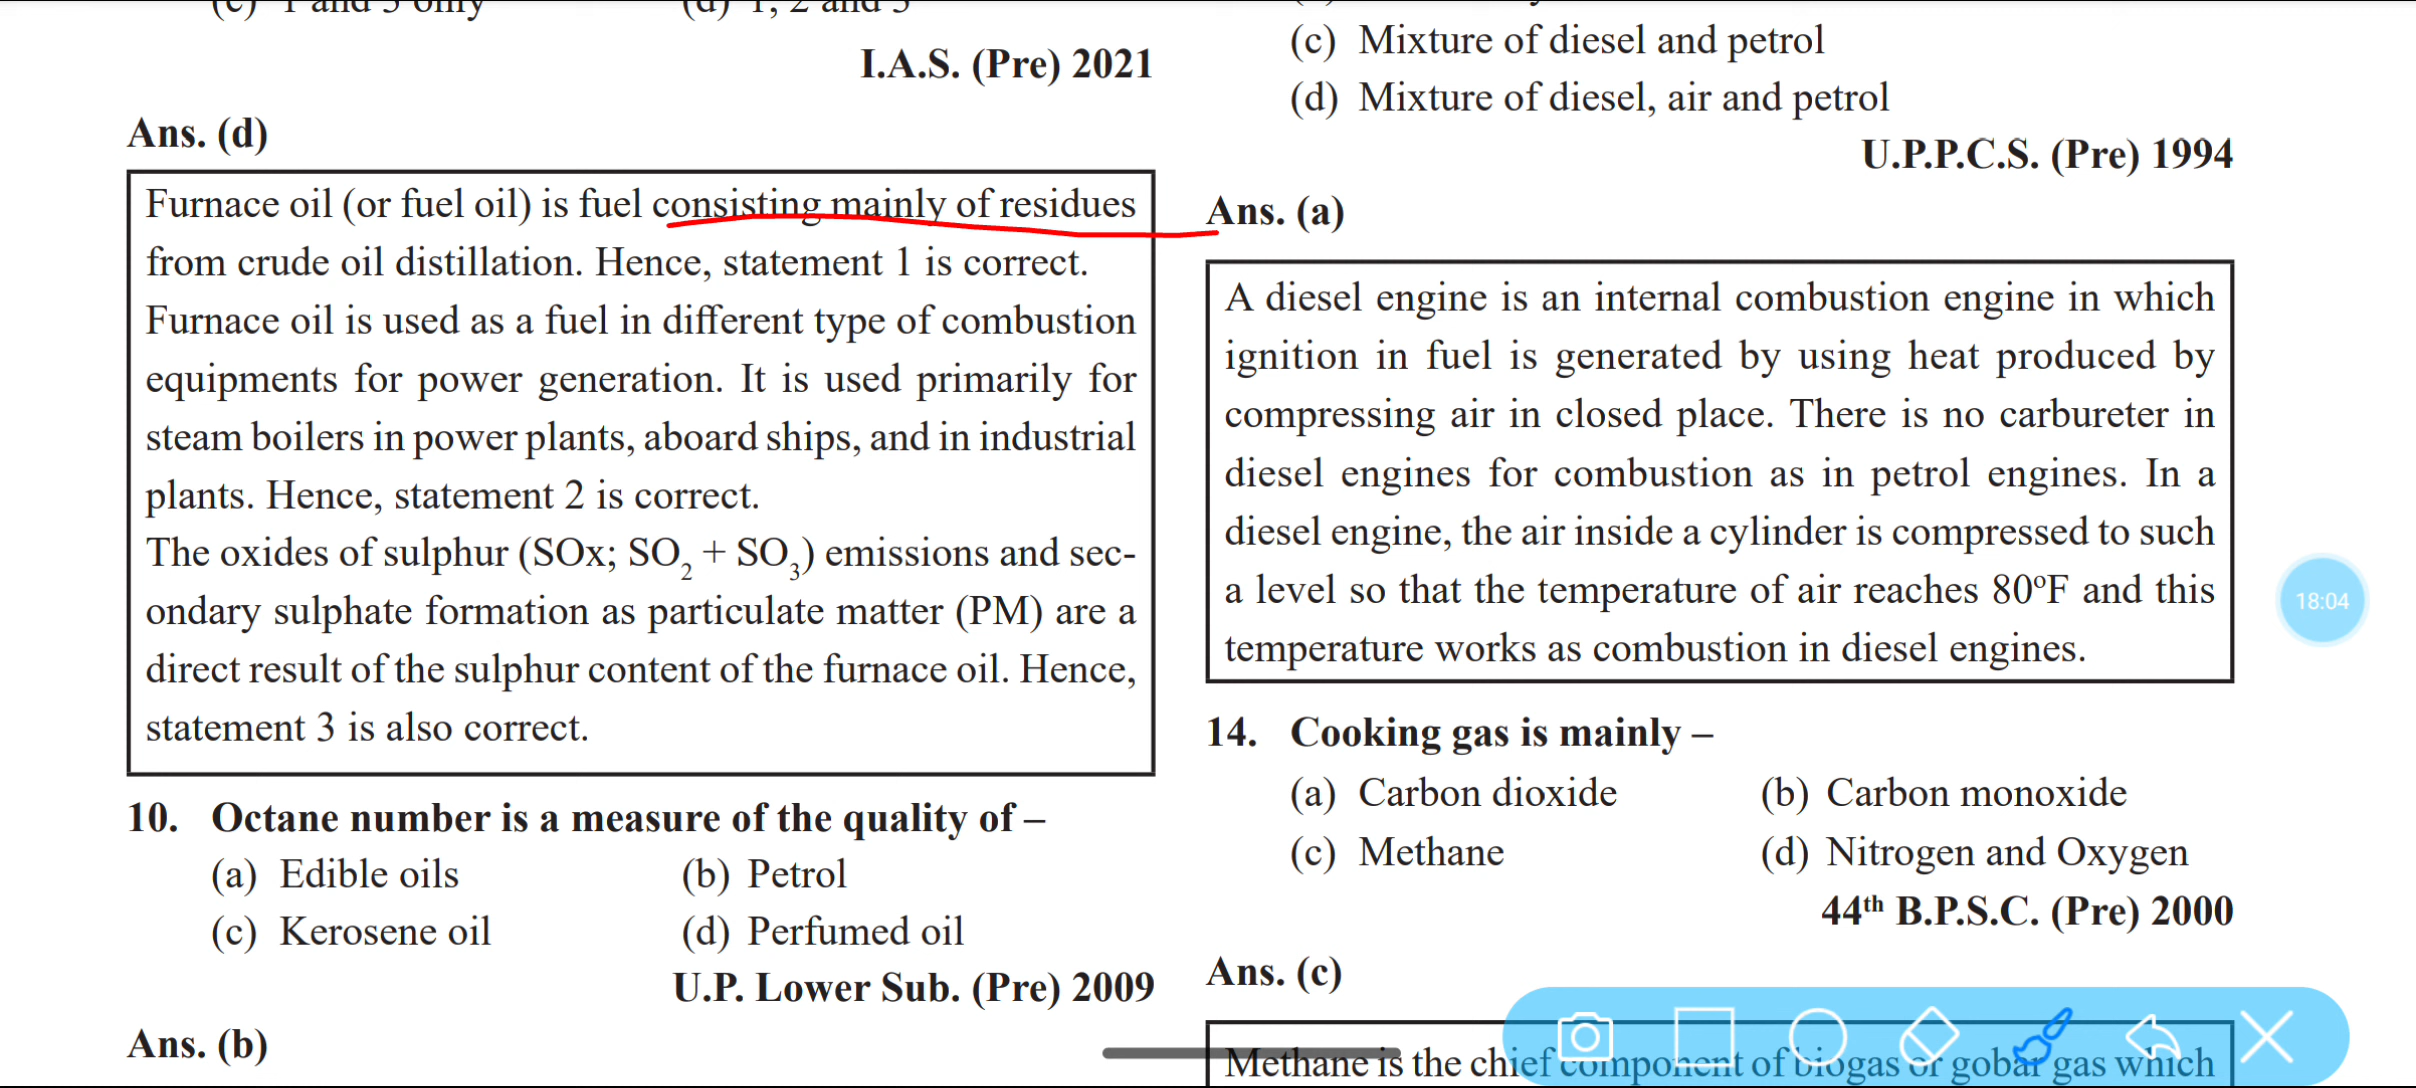 (c) 1 and 3 only (d) 1, 2 and 3
I.A.S. (Pre) 2021
Ans. (d)
Furnace oil (or fuel oil) is fuel consisting mainly of residues
from crude oil distillation. Hence, statement 1 is correct.
Furnace oil is used as a fuel in different type of combustion
equipments for power generation. It is used primarily for
steam boilers in power plants, aboard ships, and in industrial
plants. Hence, statement 2 is correct.
The oxides of sulphur (SOx; SO₂ + SO₃) emissions and sec-
ondary sulphate formation as particulate matter (PM) are a
direct result of the sulphur content of the furnace oil. Hence,
statement 3 is also correct.
10. Octane number is a measure of the quality of –
(a) Edible oils (b) Petrol
(c) Kerosene oil (d) Perfumed oil
U.P. Lower Sub. (Pre) 2009
Ans. (b)
(c) Mixture of diesel and petrol
(d) Mixture of diesel, air and petrol
U.P.P.C.S. (Pre) 1994
Ans. (a)
A diesel engine is an internal combustion engine in which
ignition in fuel is generated by using heat produced by
compressing air in closed place. There is no carbureter in
diesel engines for combustion as in petrol engines. In a
diesel engine, the air inside a cylinder is compressed to such
a level so that the temperature of air reaches 80ºF and this
temperature works as combustion in diesel engines.
14. Cooking gas is mainly –
(a) Carbon dioxide (b) Carbon monoxide
(c) Methane (d) Nitrogen and Oxygen
44th B.P.S.C. (Pre) 2000
Ans. (c)
Methane is the chief component of biogas or gobar gas which
18:04